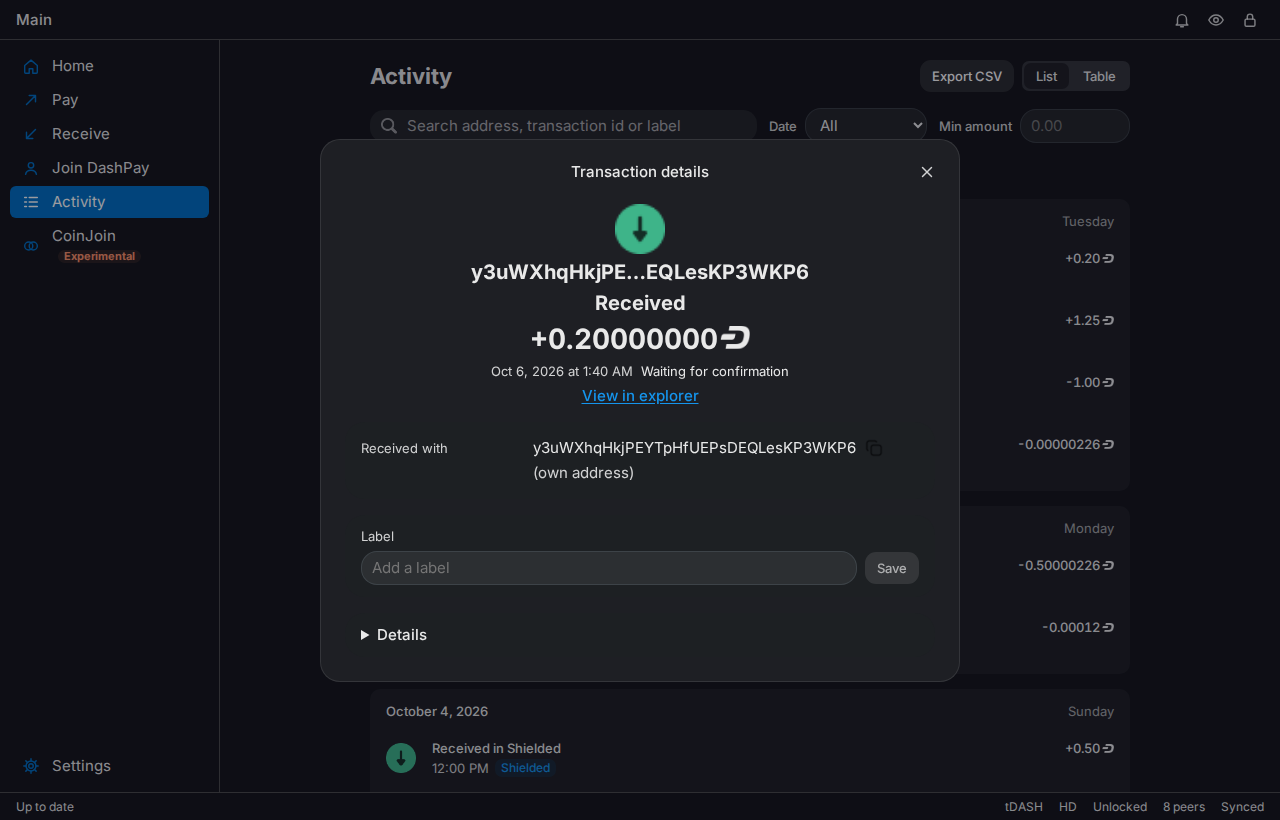 Main
Home
Pay
Receive
Join DashPay
Activity
CoinJoin
Experimental
Settings
Activity
Export CSV
List
Table
Search address, transaction id or label
Date
All
Min amount
0.00
Tuesday
+0.20
+1.25
-1.00
-0.00000226
Monday
-0.50000226
-0.00012
October 4, 2026
Sunday
Received in Shielded
+0.50
12:00 PM Shielded
Transaction details
y3uWXhqHkjPE…EQLesKP3WKP6
Received
+0.20000000
Oct 6, 2026 at 1:40 AM Waiting for confirmation
View in explorer
Received with
y3uWXhqHkjPEYTpHfUEPsDEQLesKP3WKP6
(own address)
Label
Add a label
Save
Details
Up to date
tDASH
HD
Unlocked
8 peers
Synced